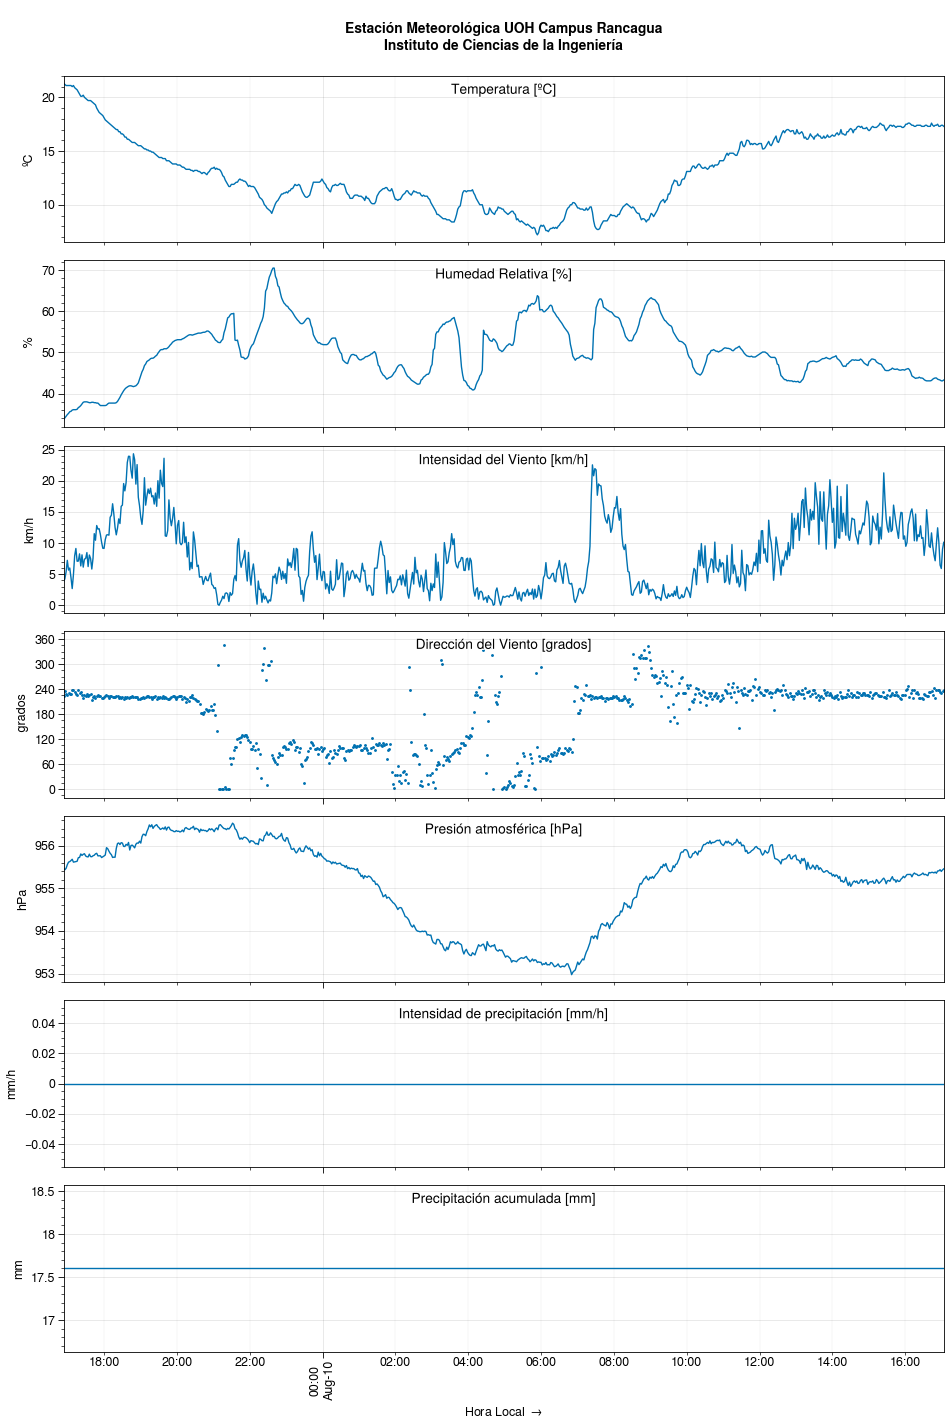 Estación Meteorológica UOH Campus Rancagua
Instituto de Ciencias de la Ingeniería
Temperatura [ºC]
ºC
20
15
10
Humedad Relativa [%]
%
70
60
50
40
Intensidad del Viento [km/h]
km/h
25
20
15
10
5
0
Dirección del Viento [grados]
grados
360
300
240
180
120
60
0
Presión atmosférica [hPa]
hPa
956
955
954
953
Intensidad de precipitación [mm/h]
mm/h
0.04
0.02
0
−0.02
−0.04
Precipitación acumulada [mm]
mm
18.5
18
17.5
17
18:00 20:00 22:00 00:00 02:00 04:00 06:00 08:00 10:00 12:00 14:00 16:00
Aug-10
Hora Local →